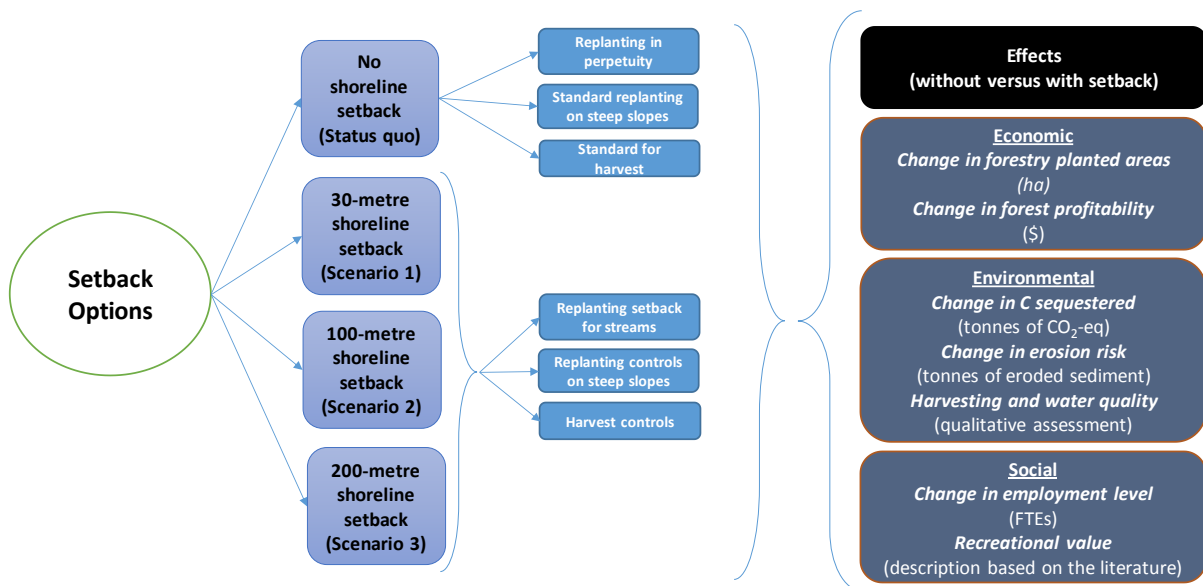 Setback
Options
No
shoreline
setback
(Status quo)
30-metre
shoreline
setback
(Scenario 1)
100-metre
shoreline
setback
(Scenario 2)
200-metre
shoreline
setback
(Scenario 3)
Replanting in
perpetuity
Standard replanting
on steep slopes
Standard for
harvest
Replanting setback
for streams
Replanting controls
on steep slopes
Harvest controls
Effects
(without versus with setback)
Economic
Change in forestry planted areas
(ha)
Change in forest profitability
($)
Environmental
Change in C sequestered
(tonnes of CO₂-eq)
Change in erosion risk
(tonnes of eroded sediment)
Harvesting and water quality
(qualitative assessment)
Social
Change in employment level
(FTEs)
Recreational value
(description based on the literature)